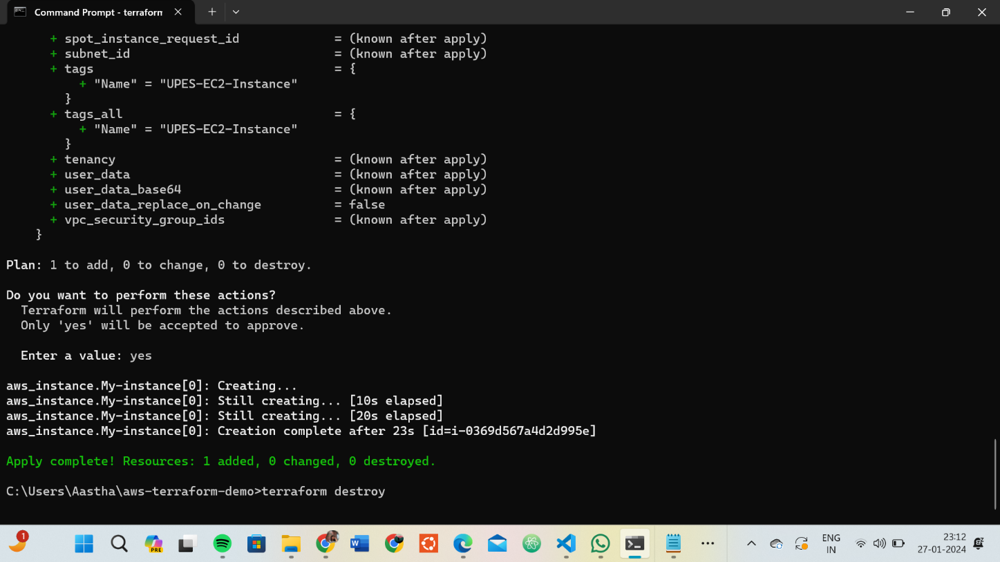 Command Prompt - terraform
+ spot_instance_request_id = (known after apply)
+ subnet_id = (known after apply)
+ tags = {
+ "Name" = "UPES-EC2-Instance"
}
+ tags_all = {
+ "Name" = "UPES-EC2-Instance"
}
+ tenancy = (known after apply)
+ user_data = (known after apply)
+ user_data_base64 = (known after apply)
+ user_data_replace_on_change = false
+ vpc_security_group_ids = (known after apply)
}
Plan: 1 to add, 0 to change, 0 to destroy.
Do you want to perform these actions?
Terraform will perform the actions described above.
Only 'yes' will be accepted to approve.
Enter a value: yes
aws_instance.My-instance[0]: Creating...
aws_instance.My-instance[0]: Still creating... [10s elapsed]
aws_instance.My-instance[0]: Still creating... [20s elapsed]
aws_instance.My-instance[0]: Creation complete after 23s [id=i-0369d567a4d2d995e]
Apply complete! Resources: 1 added, 0 changed, 0 destroyed.
C:\Users\Aastha\aws-terraform-demo>terraform destroy
1
PRE
ENG
IN
23:12
27-01-2024